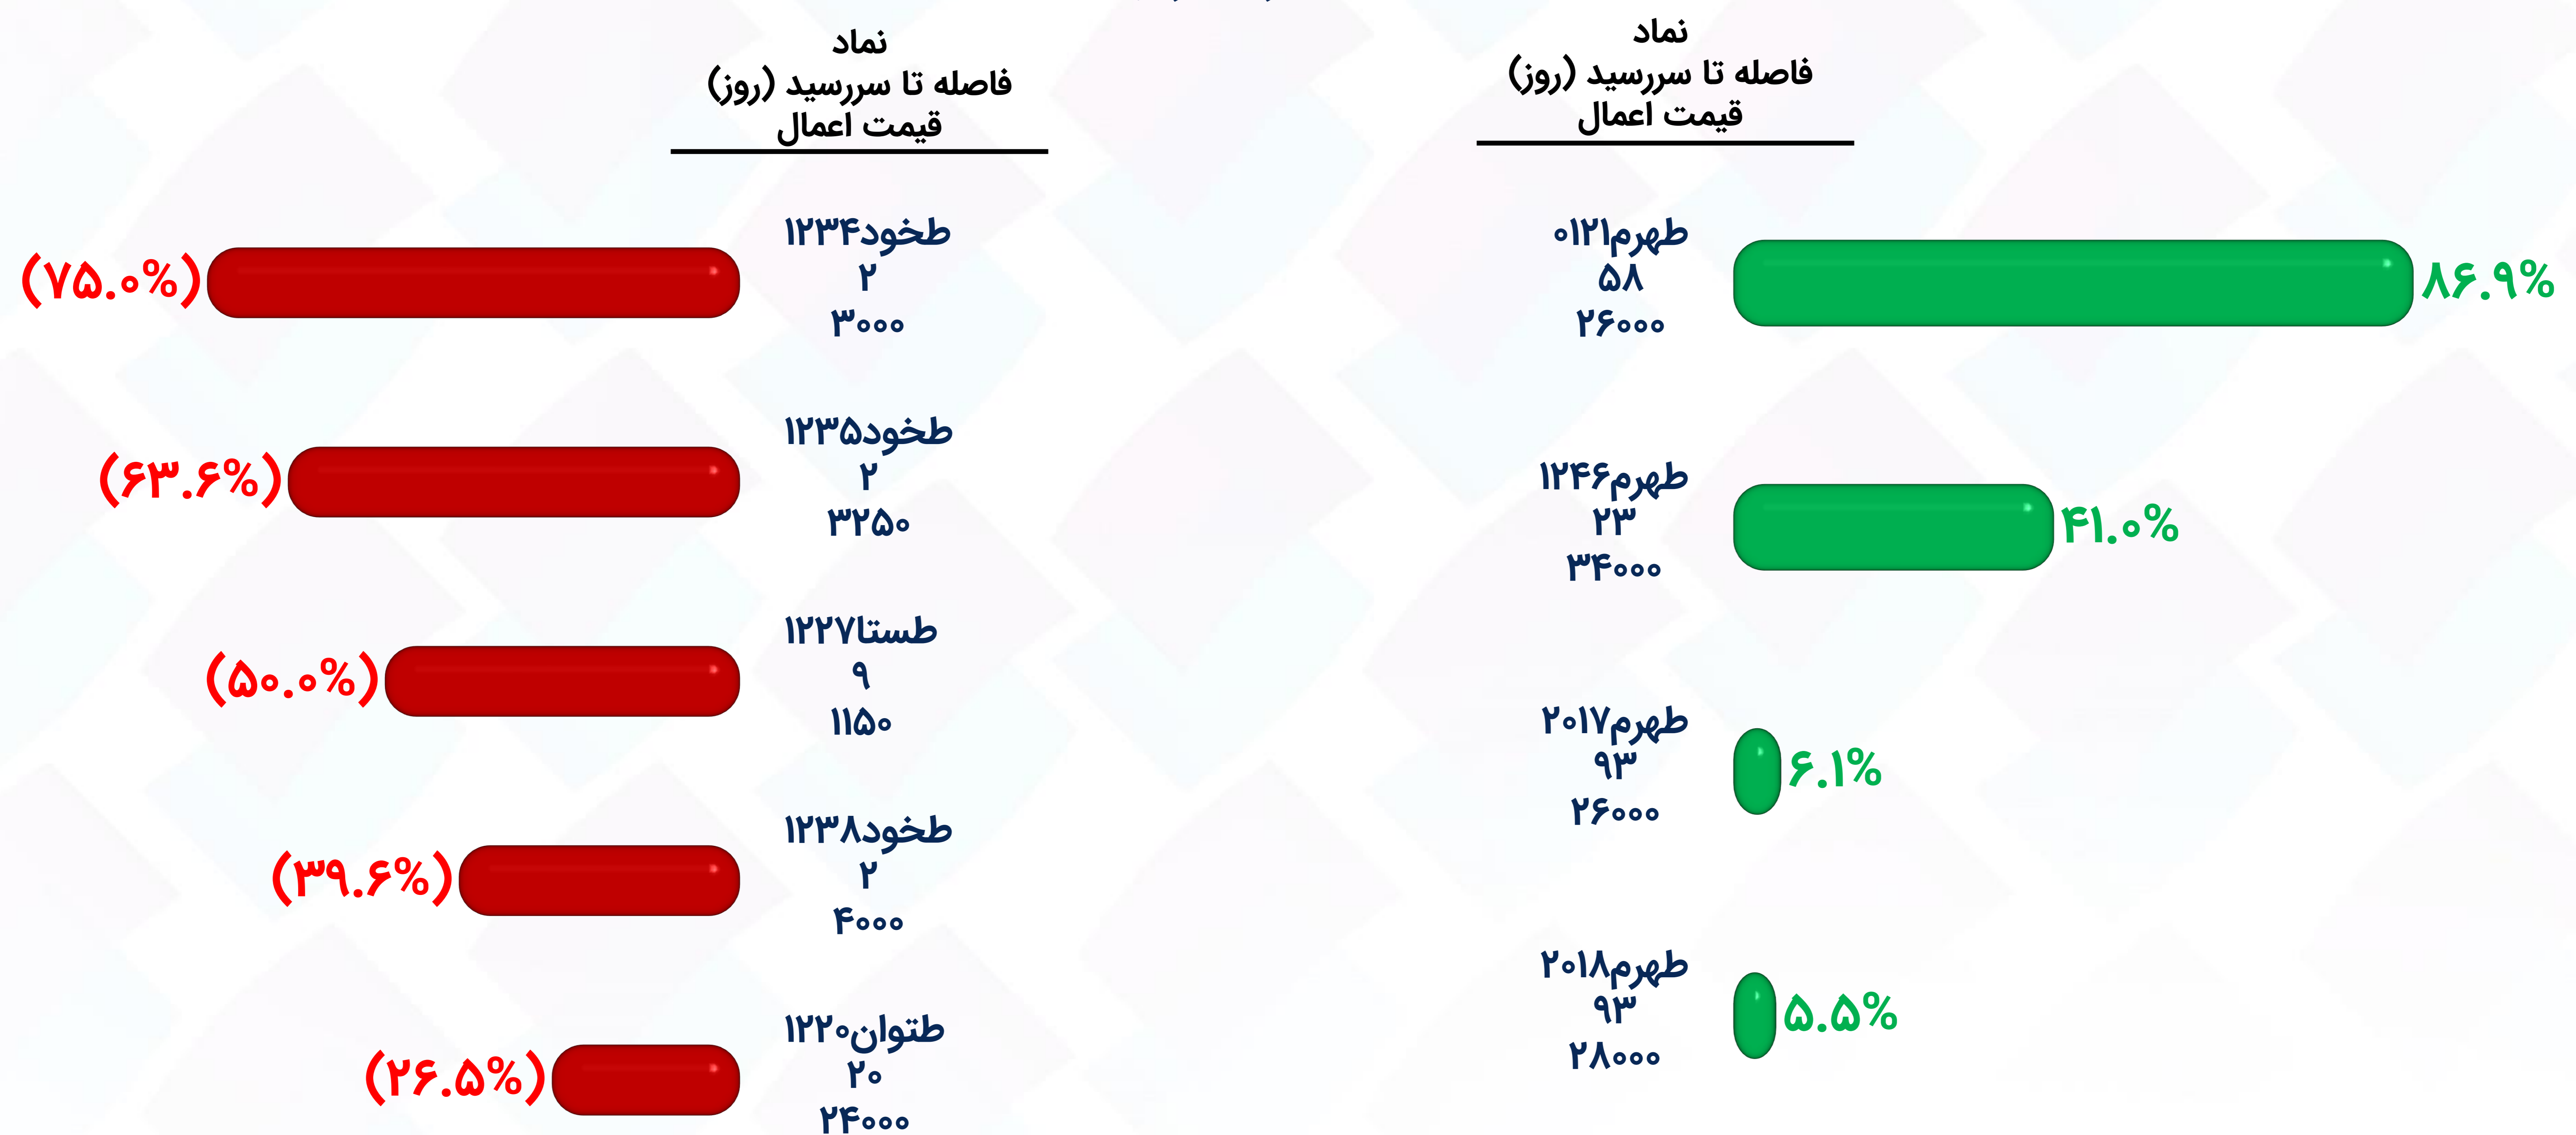 نماد
فاصله تا سررسید (روز)
قیمت اعمال
طهرم۰۱۲۱
۵۸
۲۶۰۰۰
۸۶.۹%
طهرم۱۲۴۶
۲۳
۳۴۰۰۰
۴۱.۰%
طهرم۲۰۱۷
۹۳
۲۶۰۰۰
۶.۱%
طهرم۲۰۱۸
۹۳
۲۸۰۰۰
۵.۵%
نماد
فاصله تا سررسید (روز)
قیمت اعمال
طخود۱۲۳۴
۲
۳۰۰۰
(۷۵.۰%)
طخود۱۲۳۵
۲
۳۲۵۰
(۶۳.۶%)
طستا۱۲۲۷
۹
۱۱۵۰
(۵۰.۰%)
طخود۱۲۳۸
۲
۴۰۰۰
(۳۹.۶%)
طتوان۱۲۲۰
۲۰
۲۴۰۰۰
(۲۶.۵%)